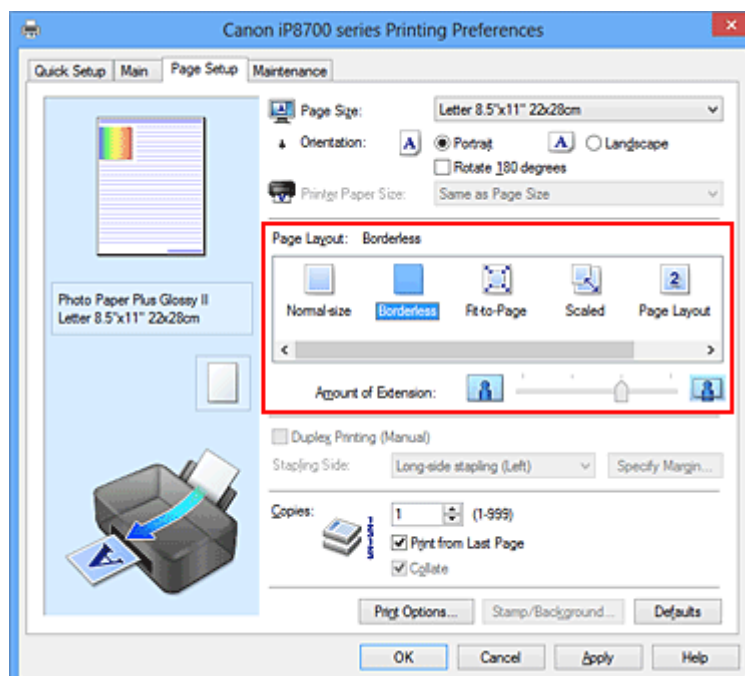 Canon iP8700 series Printing Preferences
Quick Setup Main Page Setup Maintenance
Page Size: Letter 8.5"x11" 22x28cm
Orientation: A Portrait A Landscape
Rotate 180 degrees
Printer Paper Size: Same as Page Size
Page Layout: Borderless
Normal-size Borderless Fit-to-Page Scaled Page Layout
Photo Paper Plus Glossy II
Letter 8.5"x11" 22x28cm
Amount of Extension:
Duplex Printing (Manual)
Stapling Side: Long-side stapling (Left) Specify Margin...
Copies: 1 (1-999)
Print from Last Page
Collate
Print Options... Stamp/Background... Defaults
OK Cancel Apply Help